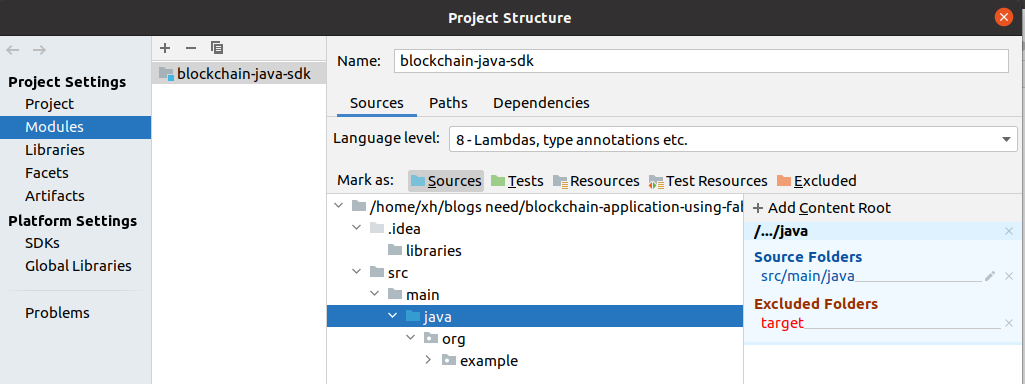 Project Structure
Project Settings
Project
Modules
Libraries
Facets
Artifacts
Platform Settings
SDKs
Global Libraries
Problems
blockchain-java-sdk
Name: blockchain-java-sdk
Sources Paths Dependencies
Language level: 8 - Lambdas, type annotations etc.
Mark as: Sources Tests Resources Test Resources Excluded
/home/xh/blogs need/blockchain-application-using-fal
.idea
libraries
src
main
java
org
example
+ Add Content Root
/.../java
Source Folders
src/main/java
Excluded Folders
target